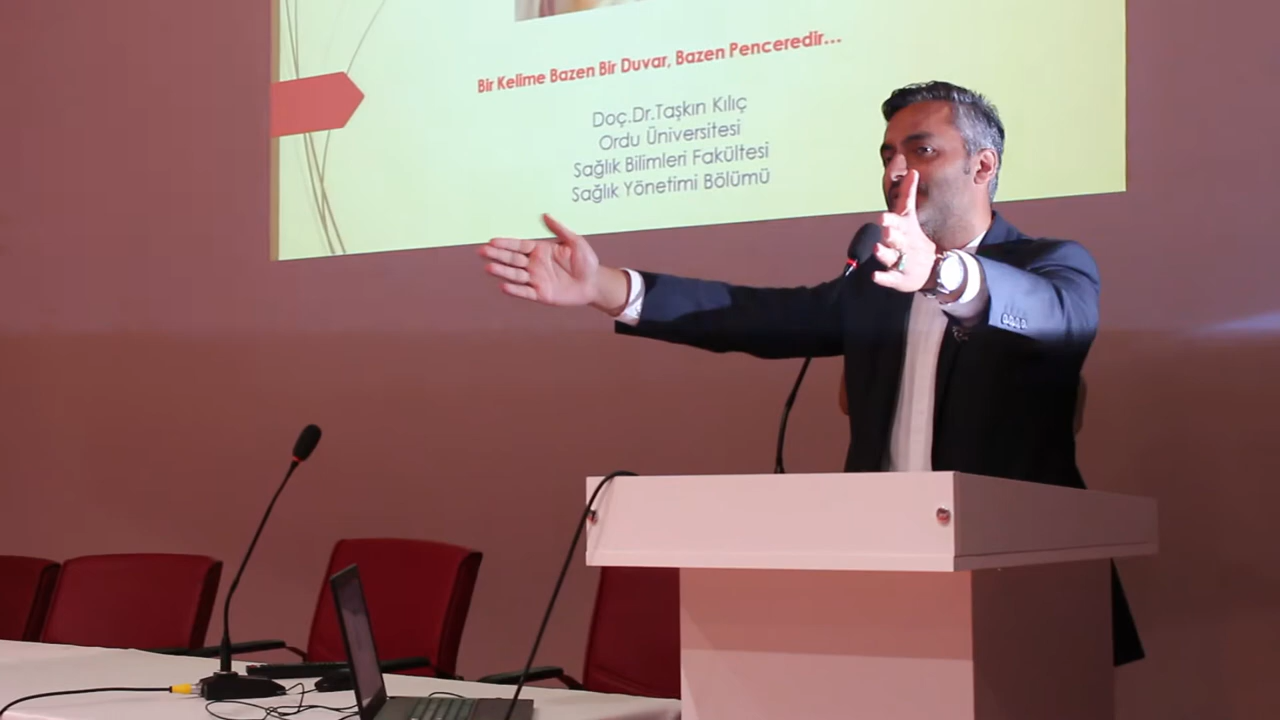 Bir Kelime Bazen Bir Duvar, Bazen Penceredir...
Doç.Dr.Taşkın Kılıç
Ordu Üniversitesi
Sağlık Bilimleri Fakültesi
Sağlık Yönetimi Bölümü